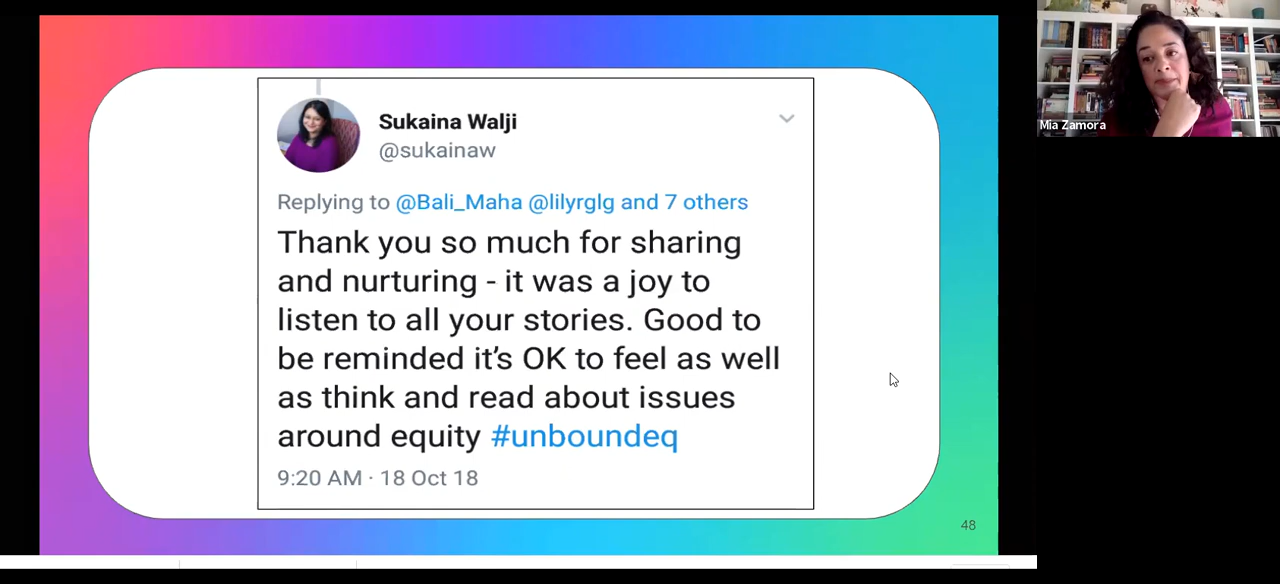 Sukaina Walji
@sukainaw
Replying to @Bali_Maha @lilyrglg and 7 others
Thank you so much for sharing
and nurturing - it was a joy to
listen to all your stories. Good to
be reminded it's OK to feel as well
as think and read about issues
around equity #unboundeq
9:20 AM · 18 Oct 18
48
Mia Zamora